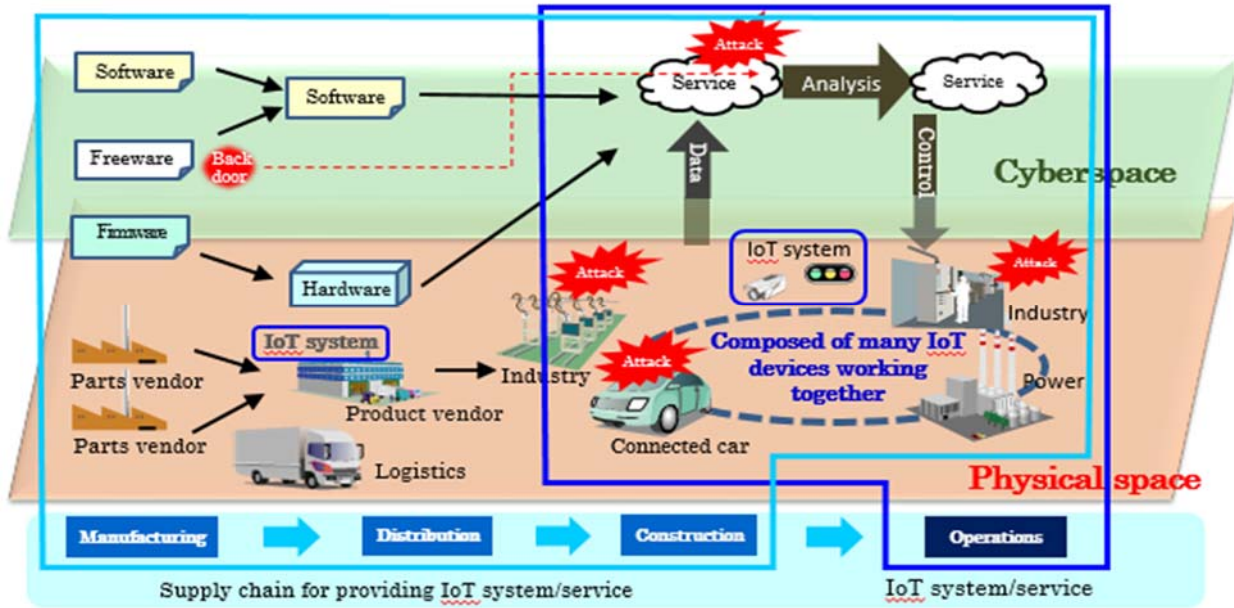 Attack
Software
Service
Analysis
Service
Software
Freeware
Back
door
Data
Control
Cyberspace
Firmware
IoT system
Attack
Attack
Hardware
Industry
IoT system
Composed of many IoT
devices working
together
Attack
Parts vendor
Industry
Power
Product vendor
Parts vendor
Connected car
Logistics
Physical space
Manufacturing
Distribution
Construction
Operations
Supply chain for providing IoT system/service
IoT system/service